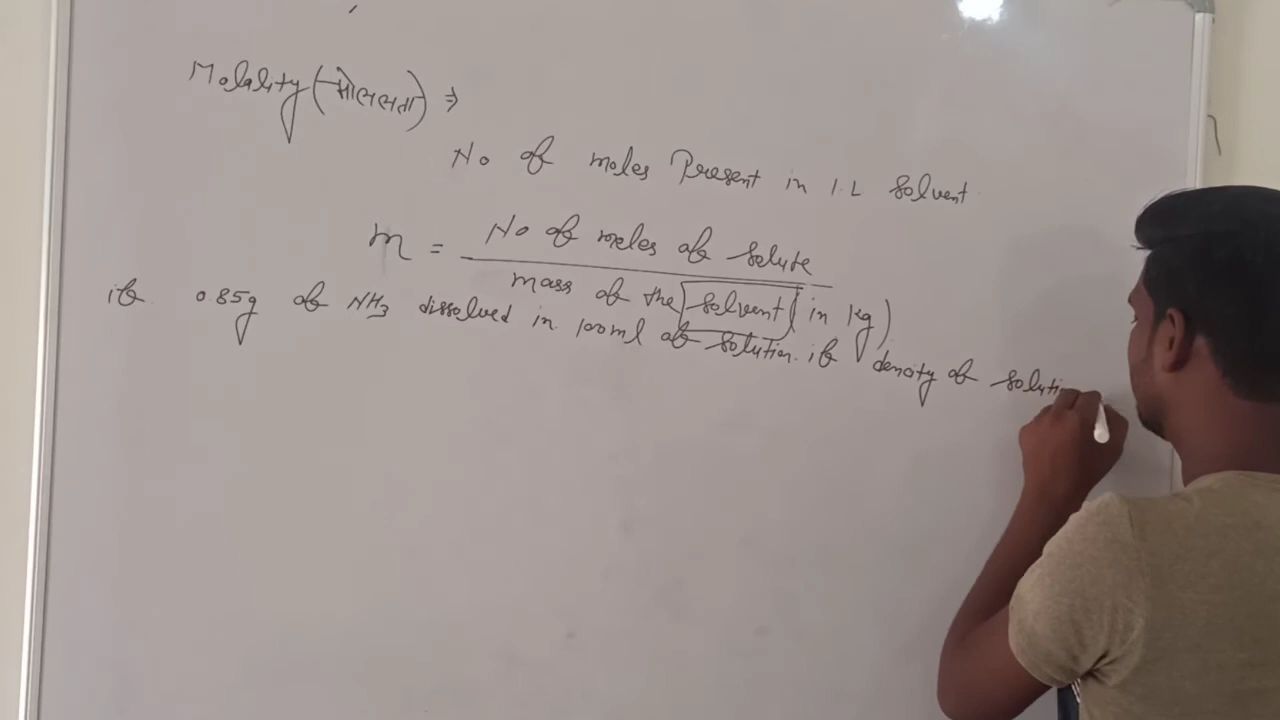 Molality (मोललता) ⇒
No of moles Present in 1.L solvent
m = No of moles of solute
mass of the solvent (in kg)
if 0.85g of NH3 dissolved in 100ml of solution. if density of soluti